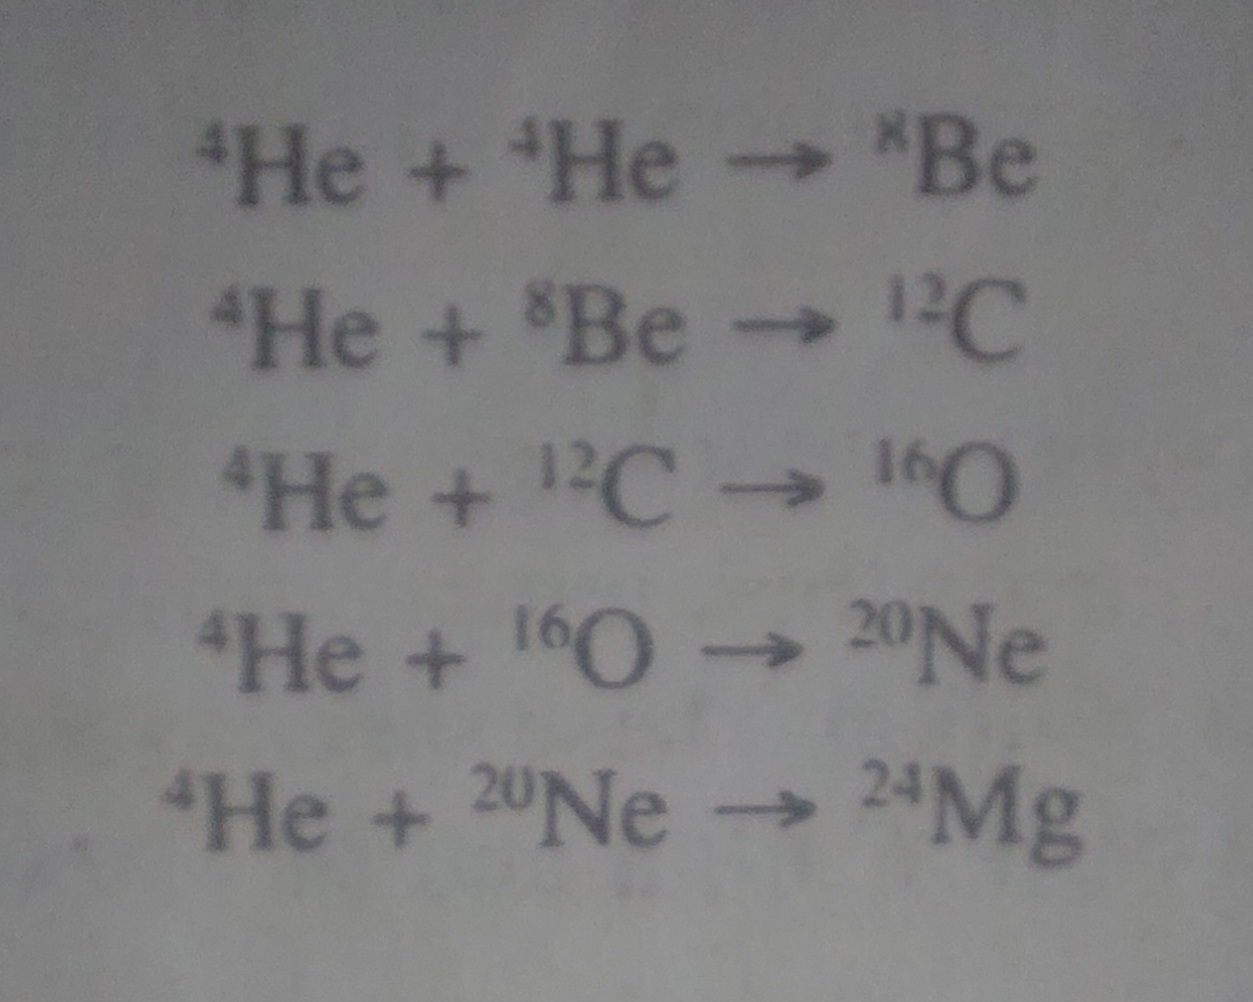 ⁴He + ⁴He → ⁸Be
⁴He + ⁸Be → ¹²C
⁴He + ¹²C → ¹⁶O
⁴He + ¹⁶O → ²⁰Ne
⁴He + ²⁰Ne → ²⁴Mg